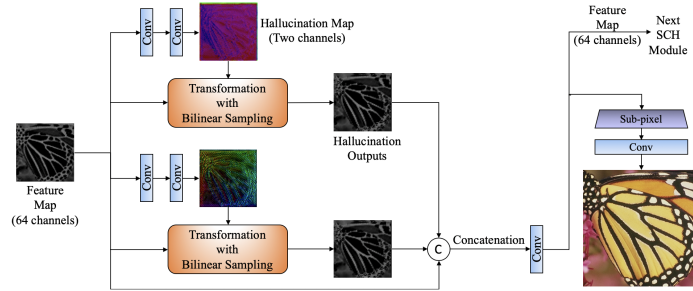 Conv
Conv
Hallucination Map
(Two channels)
Feature
Map
(64 channels)
Next
SCH
Module
Transformation
with
Bilinear Sampling
Hallucination
Outputs
Sub-pixel
Conv
Feature
Map
(64 channels)
Conv
Conv
Transformation
with
Bilinear Sampling
C
Concatenation
Conv